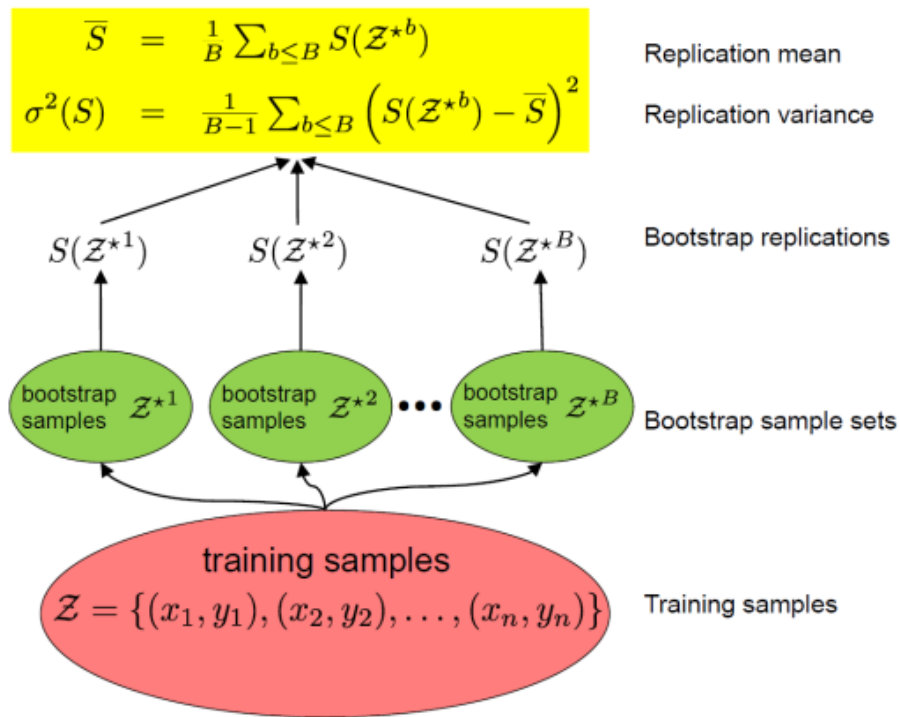 S̅ = 1/B ∑_{b≤B} S(𝒵^{⋆b})
Replication mean
σ²(S) = 1/(B−1) ∑_{b≤B} (S(𝒵^{⋆b}) − S̅)²
Replication variance
S(𝒵^{⋆1}) S(𝒵^{⋆2}) S(𝒵^{⋆B})
Bootstrap replications
bootstrap
samples 𝒵^{⋆1}
bootstrap
samples 𝒵^{⋆2}
•••
bootstrap
samples 𝒵^{⋆B}
Bootstrap sample sets
training samples
𝒵 = {(x₁, y₁), (x₂, y₂), . . . , (xₙ, yₙ)}
Training samples